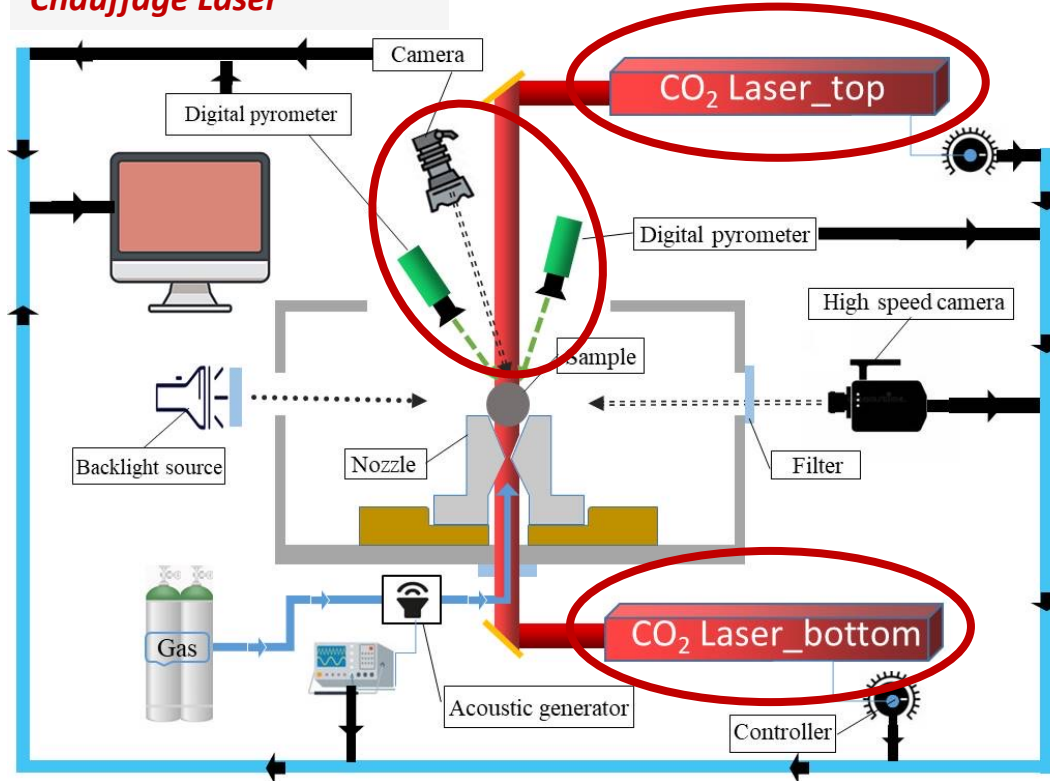 Chauffage Laser
Camera
CO₂ Laser_top
Digital pyrometer
Digital pyrometer
High speed camera
Sample
Backlight source
Nozzle
Filter
Gas
CO₂ Laser_bottom
Acoustic generator
Controller